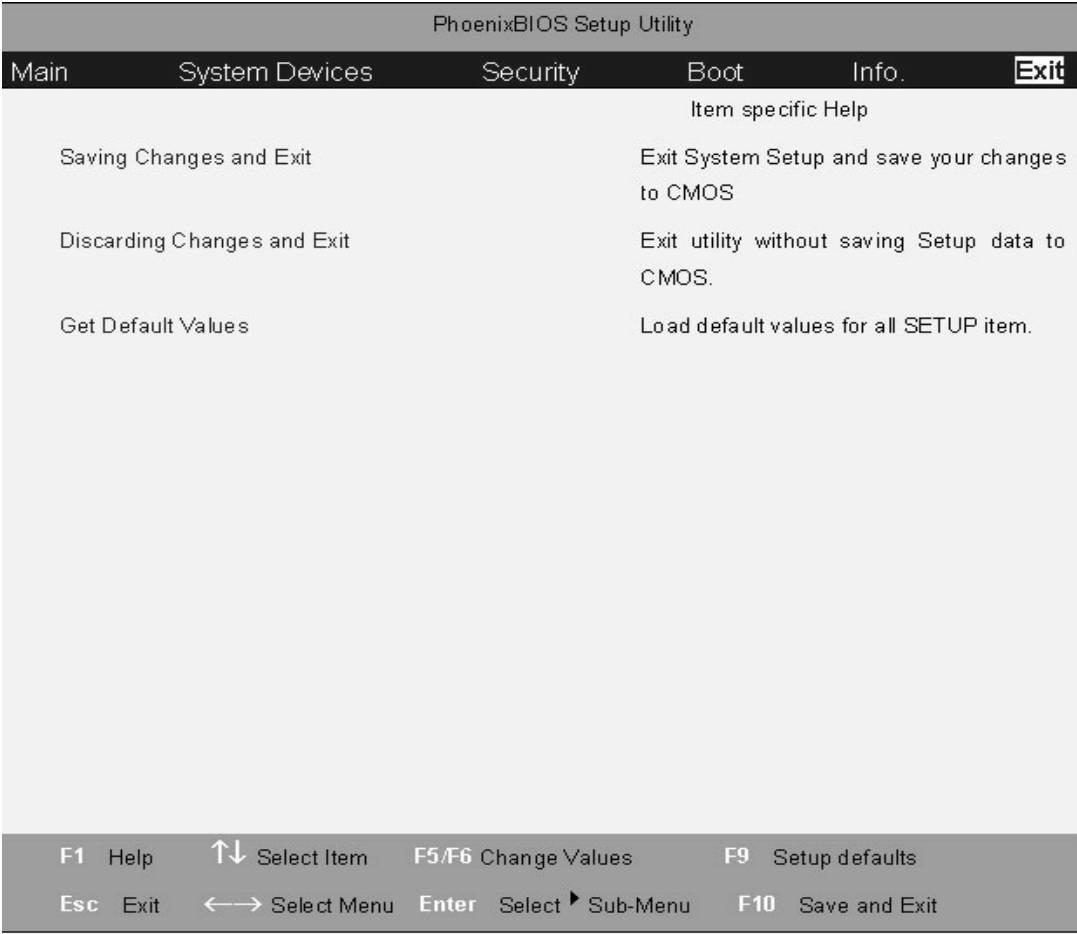 PhoenixBIOS Setup Utility
Main System Devices Security Boot Info. Exit
Item specific Help
Saving Changes and Exit Exit System Setup and save your changes
to CMOS
Discarding Changes and Exit Exit utility without saving Setup data to
CMOS.
Get Default Values Load default values for all SETUP item.
F1 Help ↑↓ Select Item F5/F6 Change Values F9 Setup defaults
Esc Exit ←→ Select Menu Enter Select ▶ Sub-Menu F10 Save and Exit